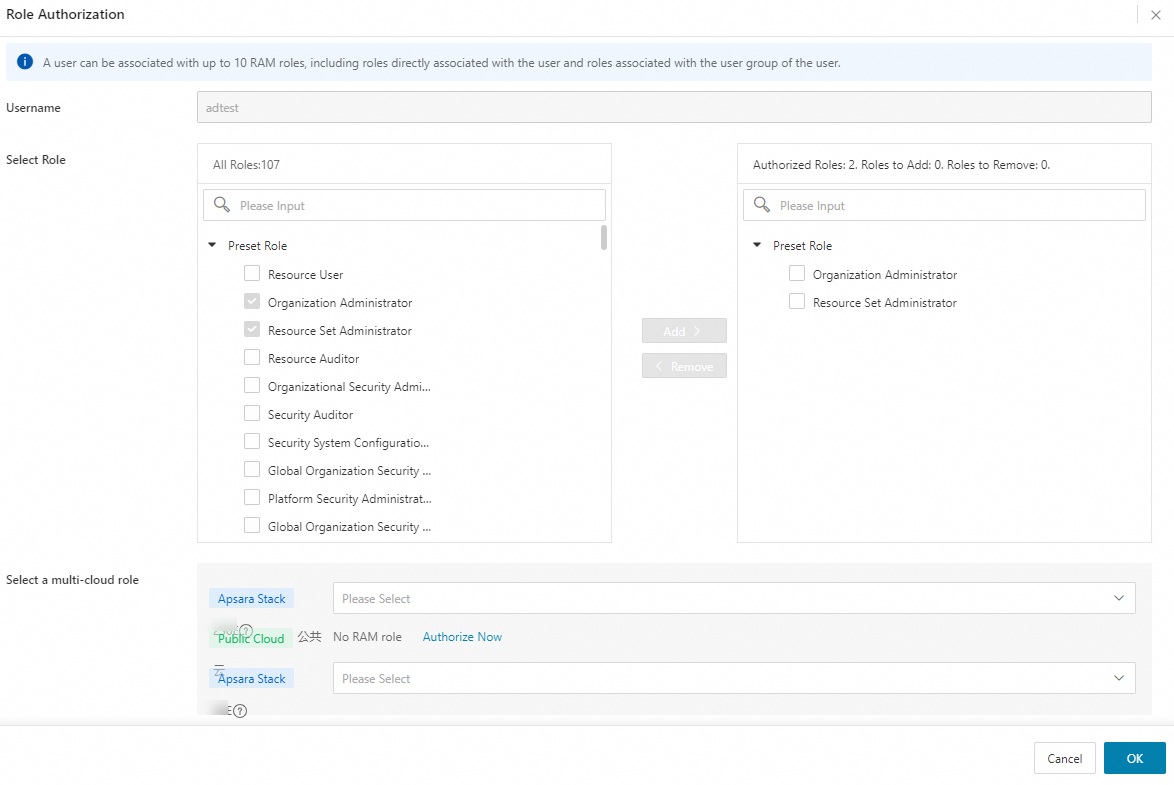 Role Authorization
A user can be associated with up to 10 RAM roles, including roles directly associated with the user and roles associated with the user group of the user.
Username
adtest
Select Role
All Roles:107
Please Input
Preset Role
Resource User
Organization Administrator
Resource Set Administrator
Resource Auditor
Organizational Security Admi...
Security Auditor
Security System Configuratio...
Global Organization Security ...
Platform Security Administrat...
Global Organization Security ...
Add
Remove
Authorized Roles: 2. Roles to Add: 0. Roles to Remove: 0.
Please Input
Preset Role
Organization Administrator
Resource Set Administrator
Select a multi-cloud role
Apsara Stack
Please Select
Public Cloud 公共
No RAM role Authorize Now
云
Apsara Stack
Please Select
Cancel
OK